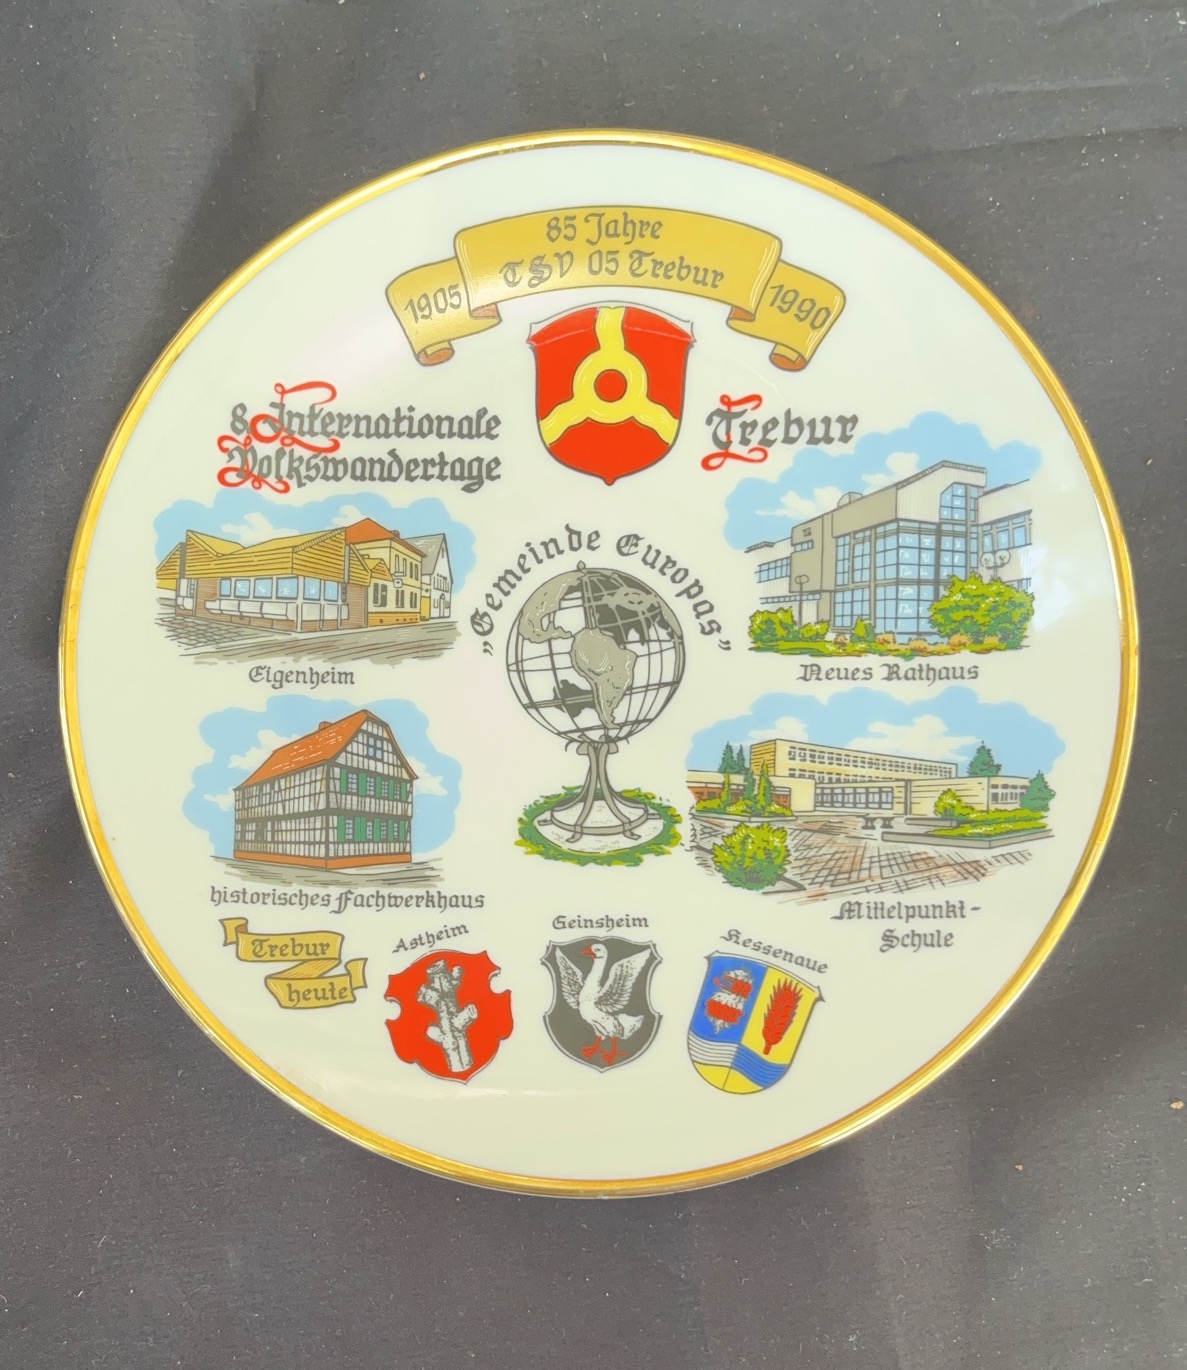 85 Jahre
TSV 05 Trebur
1905
1990
8. Internationale
Volkswandertage
Trebur
„Gemeinde Europas”
Eigenheim
Neues Rathaus
historisches Fachwerkhaus
Mittelpunkt-
Schule
Trebur
heute
Astheim
Geinsheim
Hessenaue